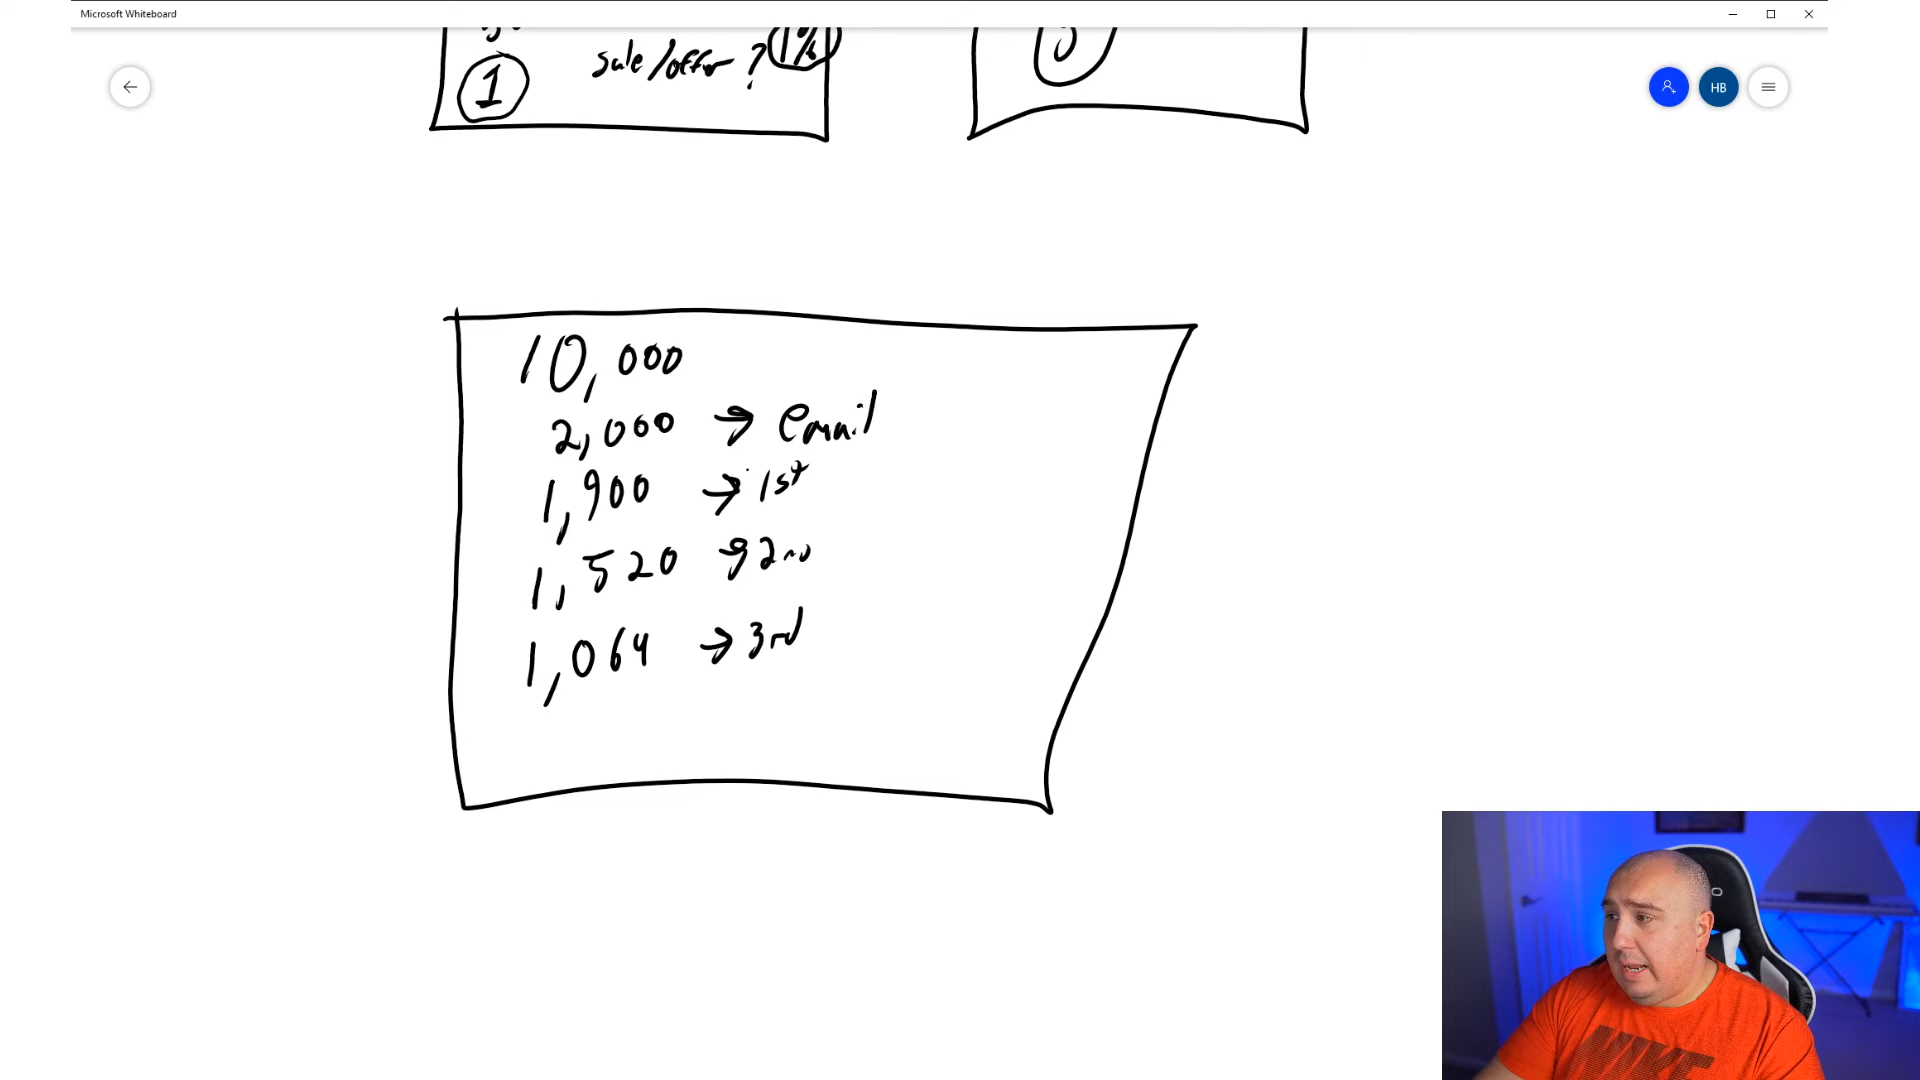 Microsoft Whiteboard
sale/offer ? 1%
1
HB
10,000
2,000 → email
1,900 → 1st
1,520 → 2nd
1,064 → 3rd
NIKE